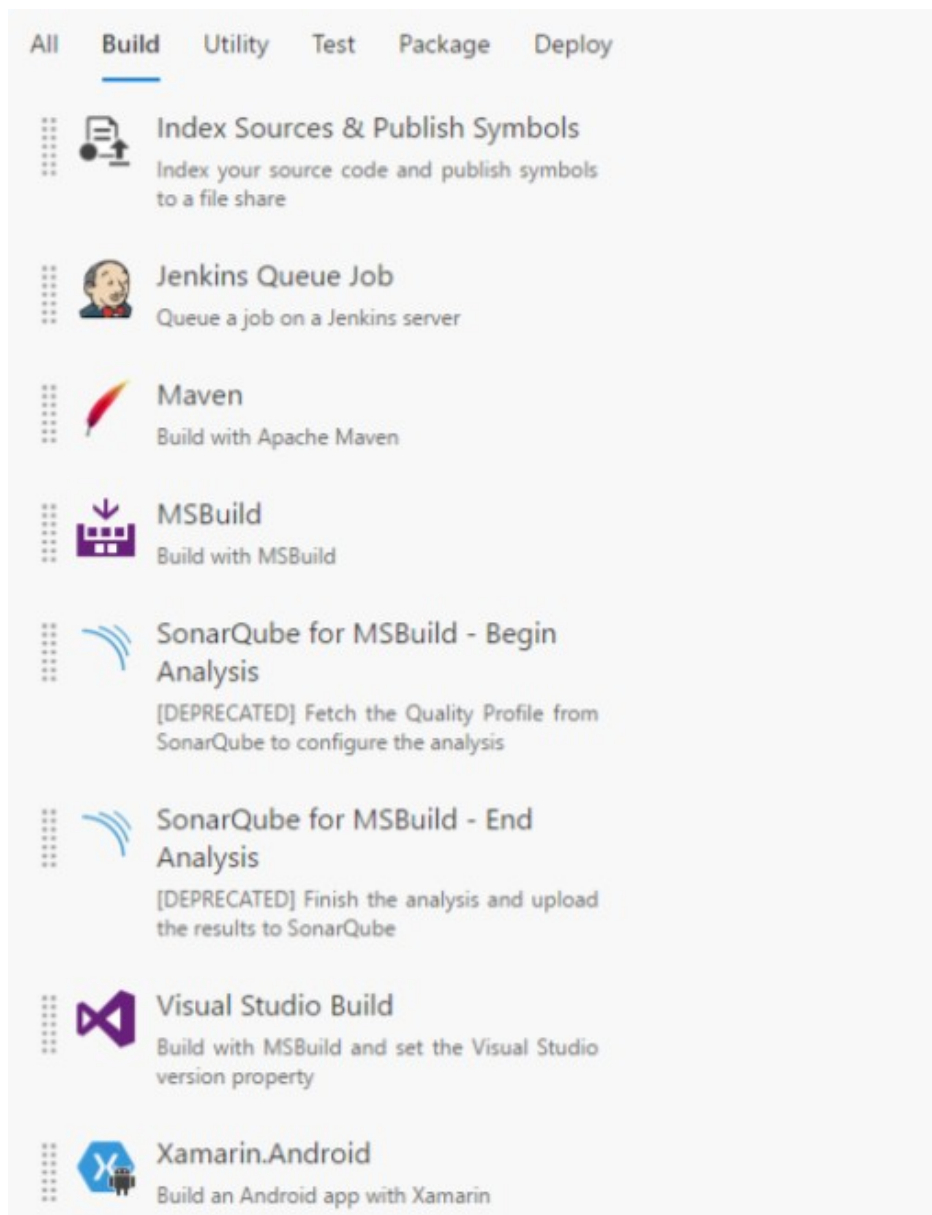 All Build Utility Test Package Deploy
Index Sources & Publish Symbols
Index your source code and publish symbols
to a file share
Jenkins Queue Job
Queue a job on a Jenkins server
Maven
Build with Apache Maven
MSBuild
Build with MSBuild
SonarQube for MSBuild - Begin
Analysis
[DEPRECATED] Fetch the Quality Profile from
SonarQube to configure the analysis
SonarQube for MSBuild - End
Analysis
[DEPRECATED] Finish the analysis and upload
the results to SonarQube
Visual Studio Build
Build with MSBuild and set the Visual Studio
version property
Xamarin.Android
Build an Android app with Xamarin